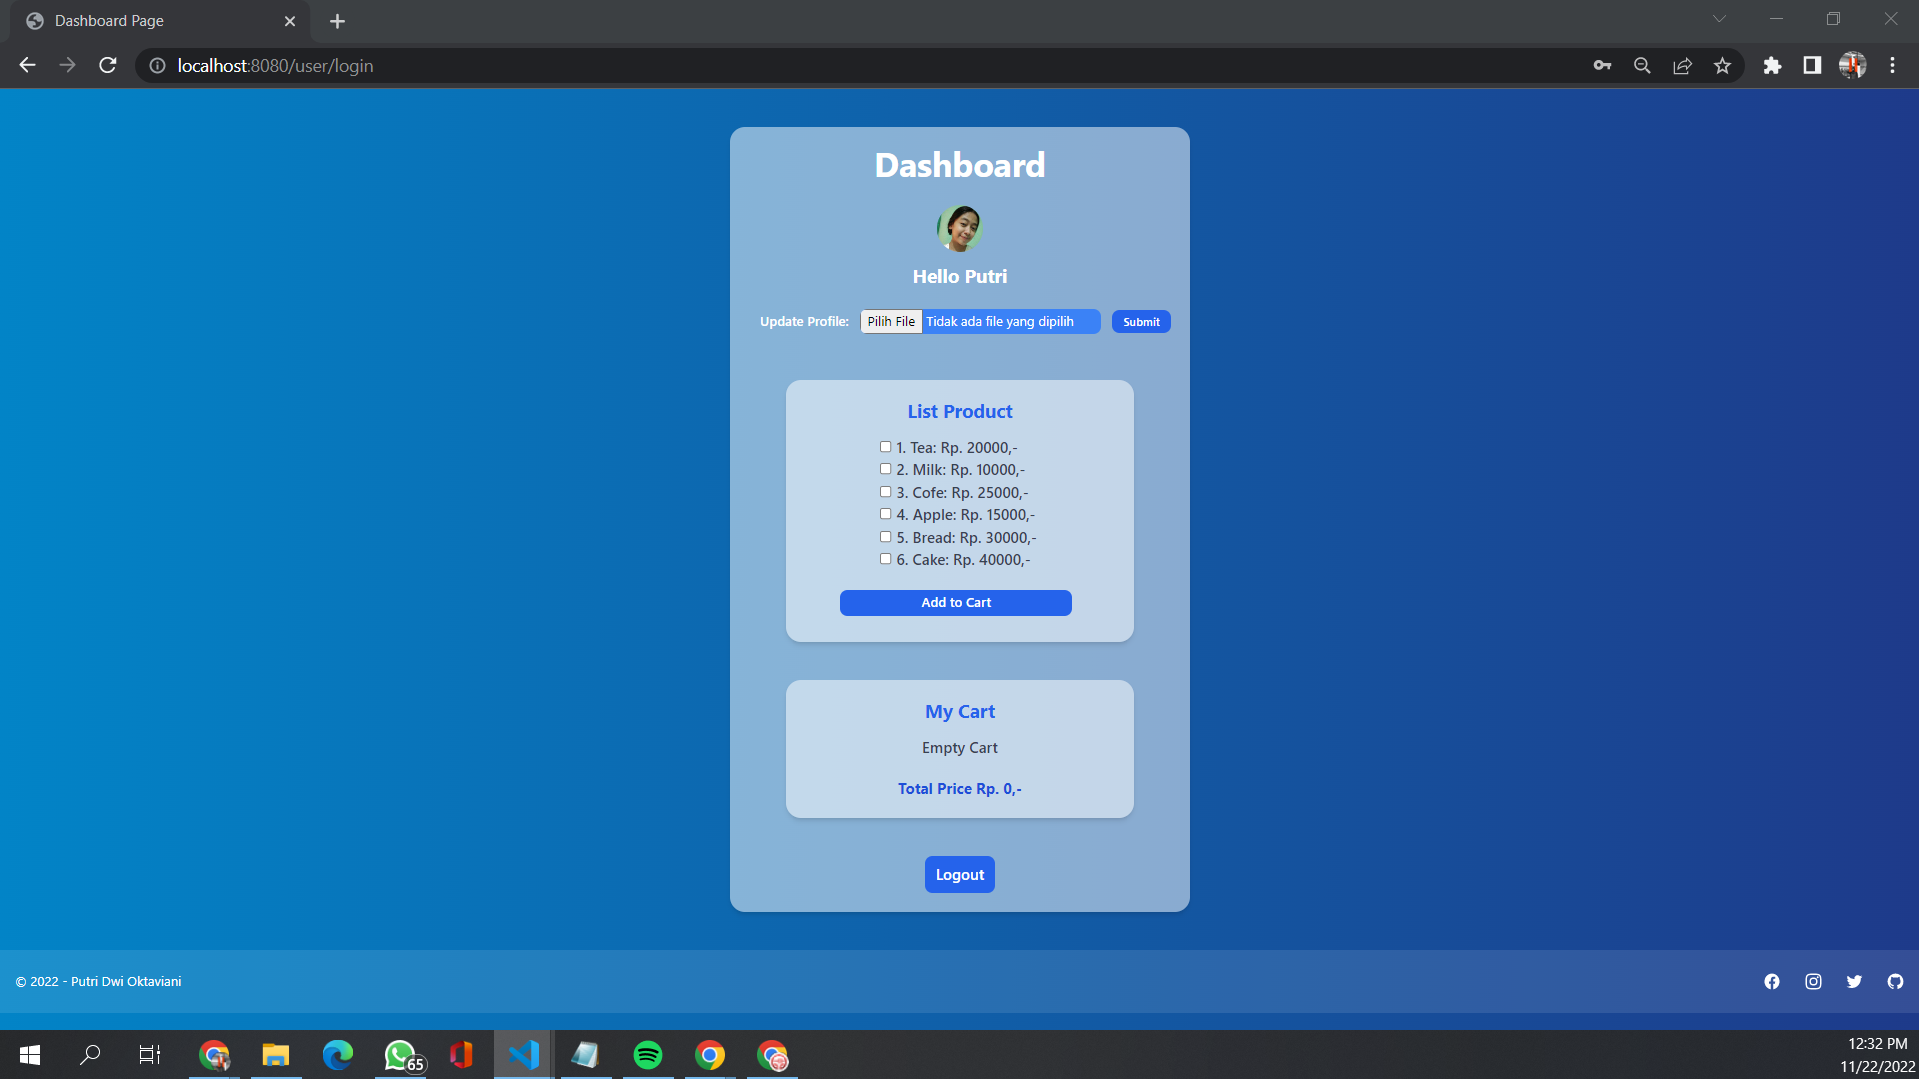 Dashboard Page
localhost:8080/user/login
Dashboard
Hello Putri
Update Profile: Pilih File Tidak ada file yang dipilih Submit
List Product
1. Tea: Rp. 20000,-
2. Milk: Rp. 10000,-
3. Cofe: Rp. 25000,-
4. Apple: Rp. 15000,-
5. Bread: Rp. 30000,-
6. Cake: Rp. 40000,-
Add to Cart
My Cart
Empty Cart
Total Price Rp. 0,-
Logout
© 2022 - Putri Dwi Oktaviani
65
12:32 PM
11/22/2022